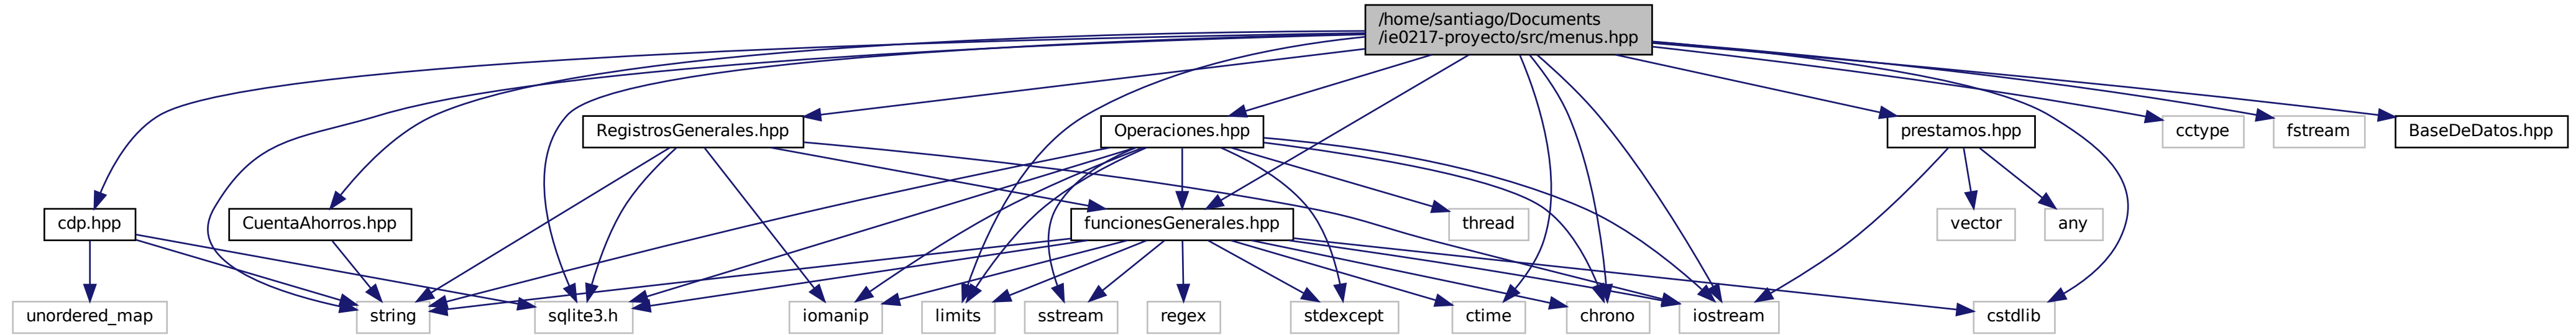 /home/santiago/Documents
/ie0217-proyecto/src/menus.hpp
RegistrosGenerales.hpp
Operaciones.hpp
prestamos.hpp
cctype
fstream
BaseDeDatos.hpp
cdp.hpp
CuentaAhorros.hpp
funcionesGenerales.hpp
thread
vector
any
unordered_map
string
sqlite3.h
iomanip
limits
sstream
regex
stdexcept
ctime
chrono
iostream
cstdlib